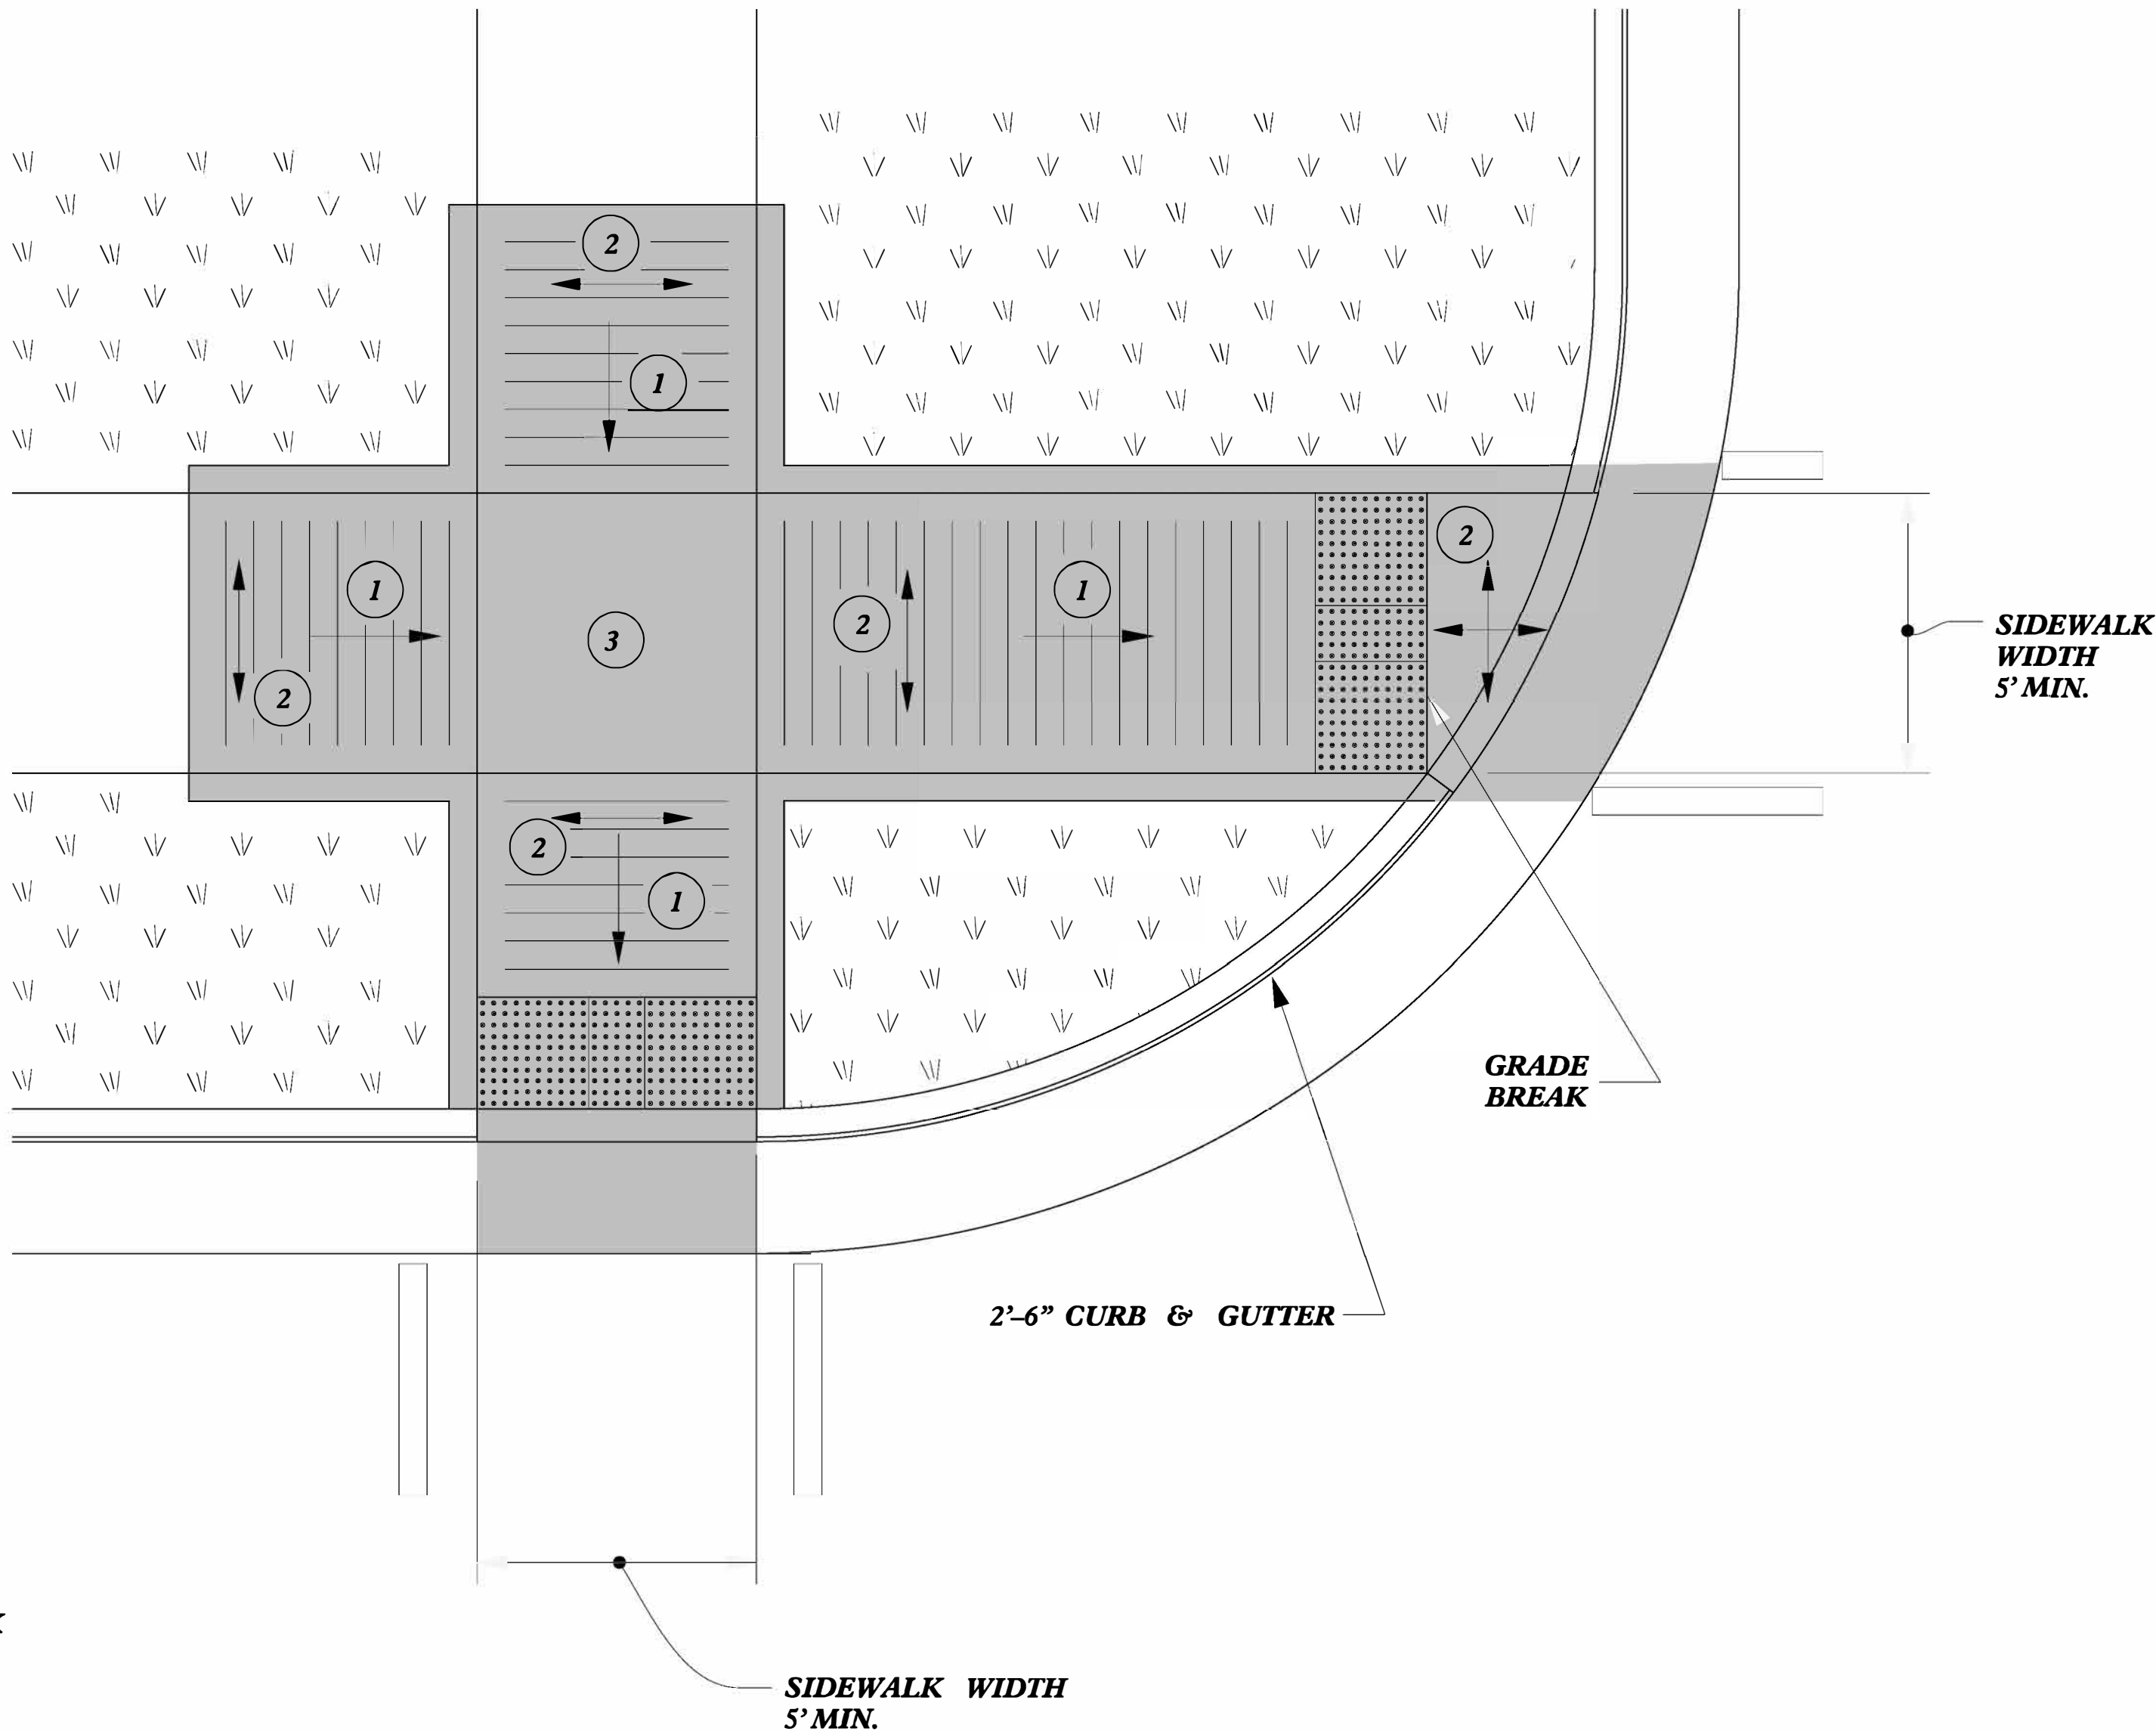 2
1
2
1
1
2
3
2
2
SIDEWALK
WIDTH
5’ MIN.
2
1
GRADE
BREAK
2’–6” CURB & GUTTER
SIDEWALK WIDTH
5’ MIN.